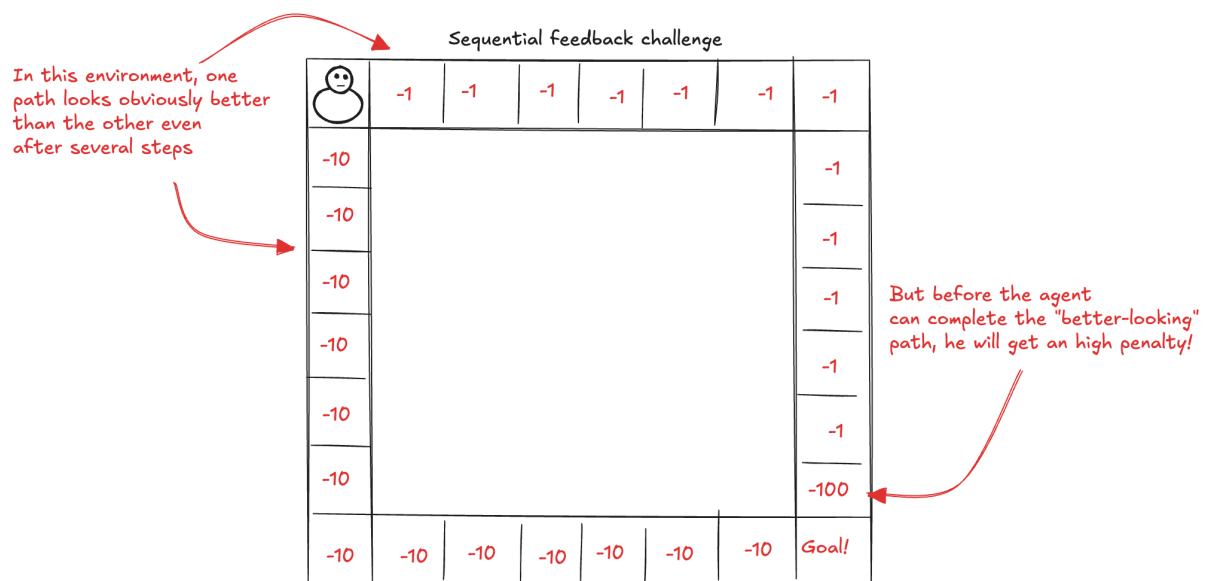 Sequential feedback challenge
In this environment, one
path looks obviously better
than the other even
after several steps
-1 -1 -1 -1 -1 -1 -1
-10
-1
-10
-1
-10
-1
-10
-1
-10
-1
-10
-100
But before the agent
can complete the "better-looking"
path, he will get an high penalty!
-10 -10 -10 -10 -10 -10 -10 Goal!